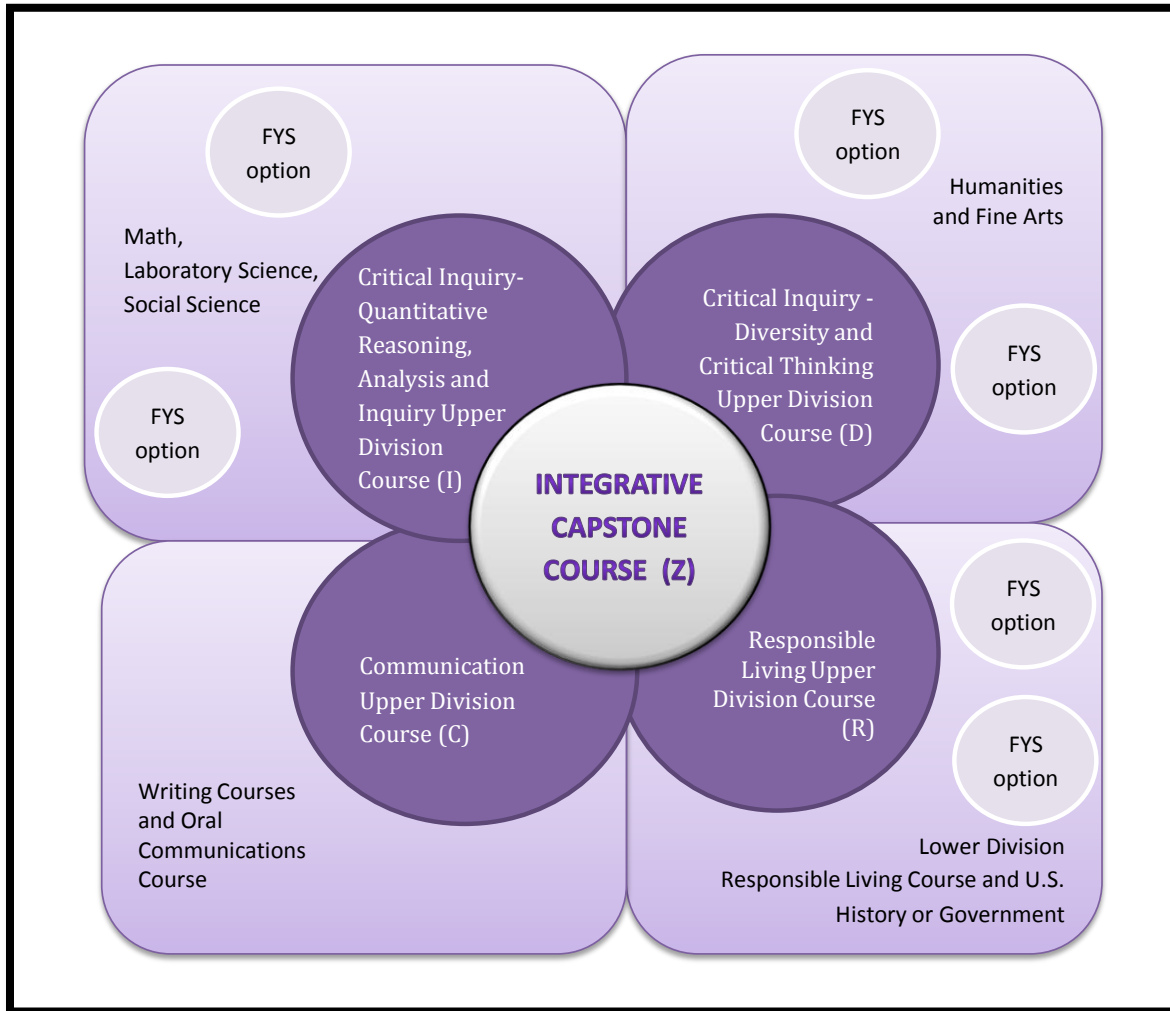 FYS
option
Math,
Laboratory Science,
Social Science
FYS
option
Critical Inquiry-
Quantitative
Reasoning,
Analysis and
Inquiry Upper
Division
Course (I)
FYS
option
Humanities
and Fine Arts
FYS
option
Critical Inquiry -
Diversity and
Critical Thinking
Upper Division
Course (D)
INTEGRATIVE
CAPSTONE
COURSE (Z)
Communication
Upper Division
Course (C)
Writing Courses
and Oral
Communications
Course
Responsible
Living Upper
Division Course
(R)
FYS
option
FYS
option
Lower Division
Responsible Living Course and U.S.
History or Government